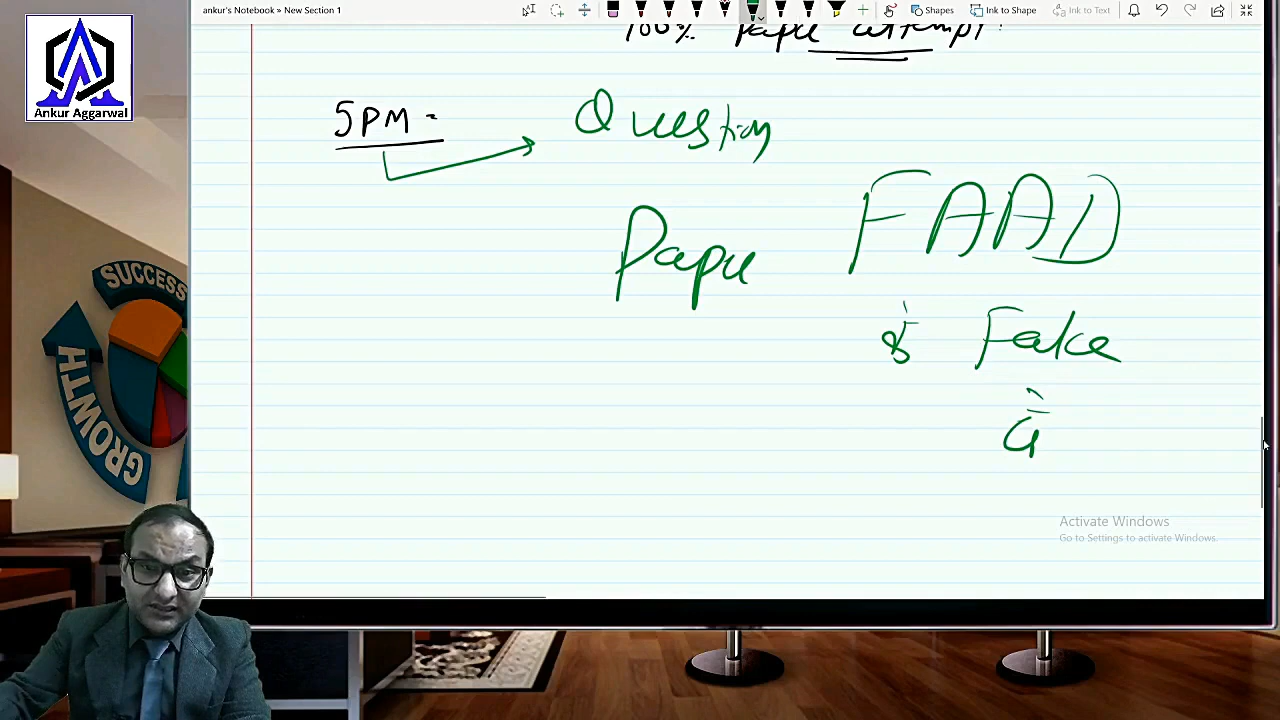 ankur's Notebook » New Section 1
Shapes
Ink to Shape
Ink to Text
100% Paper attempt
Ankur Aggarwal
5PM -
Question
Paper
FAAD
Fake
SUCCESS
GROWTH
Activate Windows
Go to Settings to activate Windows.